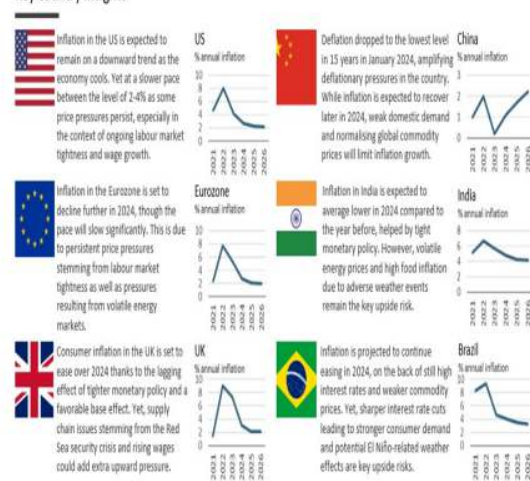 Inflation in the US is expected to
remain on a downward trend as the
economy cools. Yet at a slower pace
between the level of 2-4% as some
price pressures persist, especially in
the context of ongoing labour market
tightness and wage growth.
US
% annual inflation
10
8
6
4
2
0
2021
2022
2023
2024
2025
2026
Deflation dropped to the lowest level
in 15 years in January 2024, amplifying
deflationary pressures in the country.
While inflation is expected to recover
later in 2024, weak domestic demand
and normalising global commodity
prices will limit inflation growth.
China
% annual inflation
3
2
1
0
2021
2022
2023
2024
2025
2026
Inflation in the Eurozone is set to
decline further in 2024, though the
pace will slow significantly. This is due
to persistent price pressures
stemming from labour market
tightness as well as pressures
resulting from volatile energy
markets.
Eurozone
% annual inflation
10
8
6
4
2
0
2021
2022
2023
2024
2025
2026
Inflation in India is expected to
average lower in 2024 compared to
the year before, helped by tight
monetary policy. However, volatile
energy prices and high food inflation
due to adverse weather events
remain the key upside risk.
India
% annual inflation
8
6
4
2
0
2021
2022
2023
2024
2025
2026
Consumer inflation in the UK is set to
ease over 2024 thanks to the lagging
effect of tighter monetary policy and a
favorable base effect. Yet, supply
chain issues stemming from the Red
Sea security crisis and rising wages
could add extra upward pressure.
UK
% annual inflation
10
8
6
4
2
0
2021
2022
2023
2024
2025
2026
Inflation is projected to continue
easing in 2024, on the back of still high
interest rates and weaker commodity
prices. Yet, sharper interest rate cuts
leading to stronger consumer demand
and potential El Niño-related weather
effects are key upside risks.
Brazil
% annual inflation
10
8
6
4
2
0
2021
2022
2023
2024
2025
2026